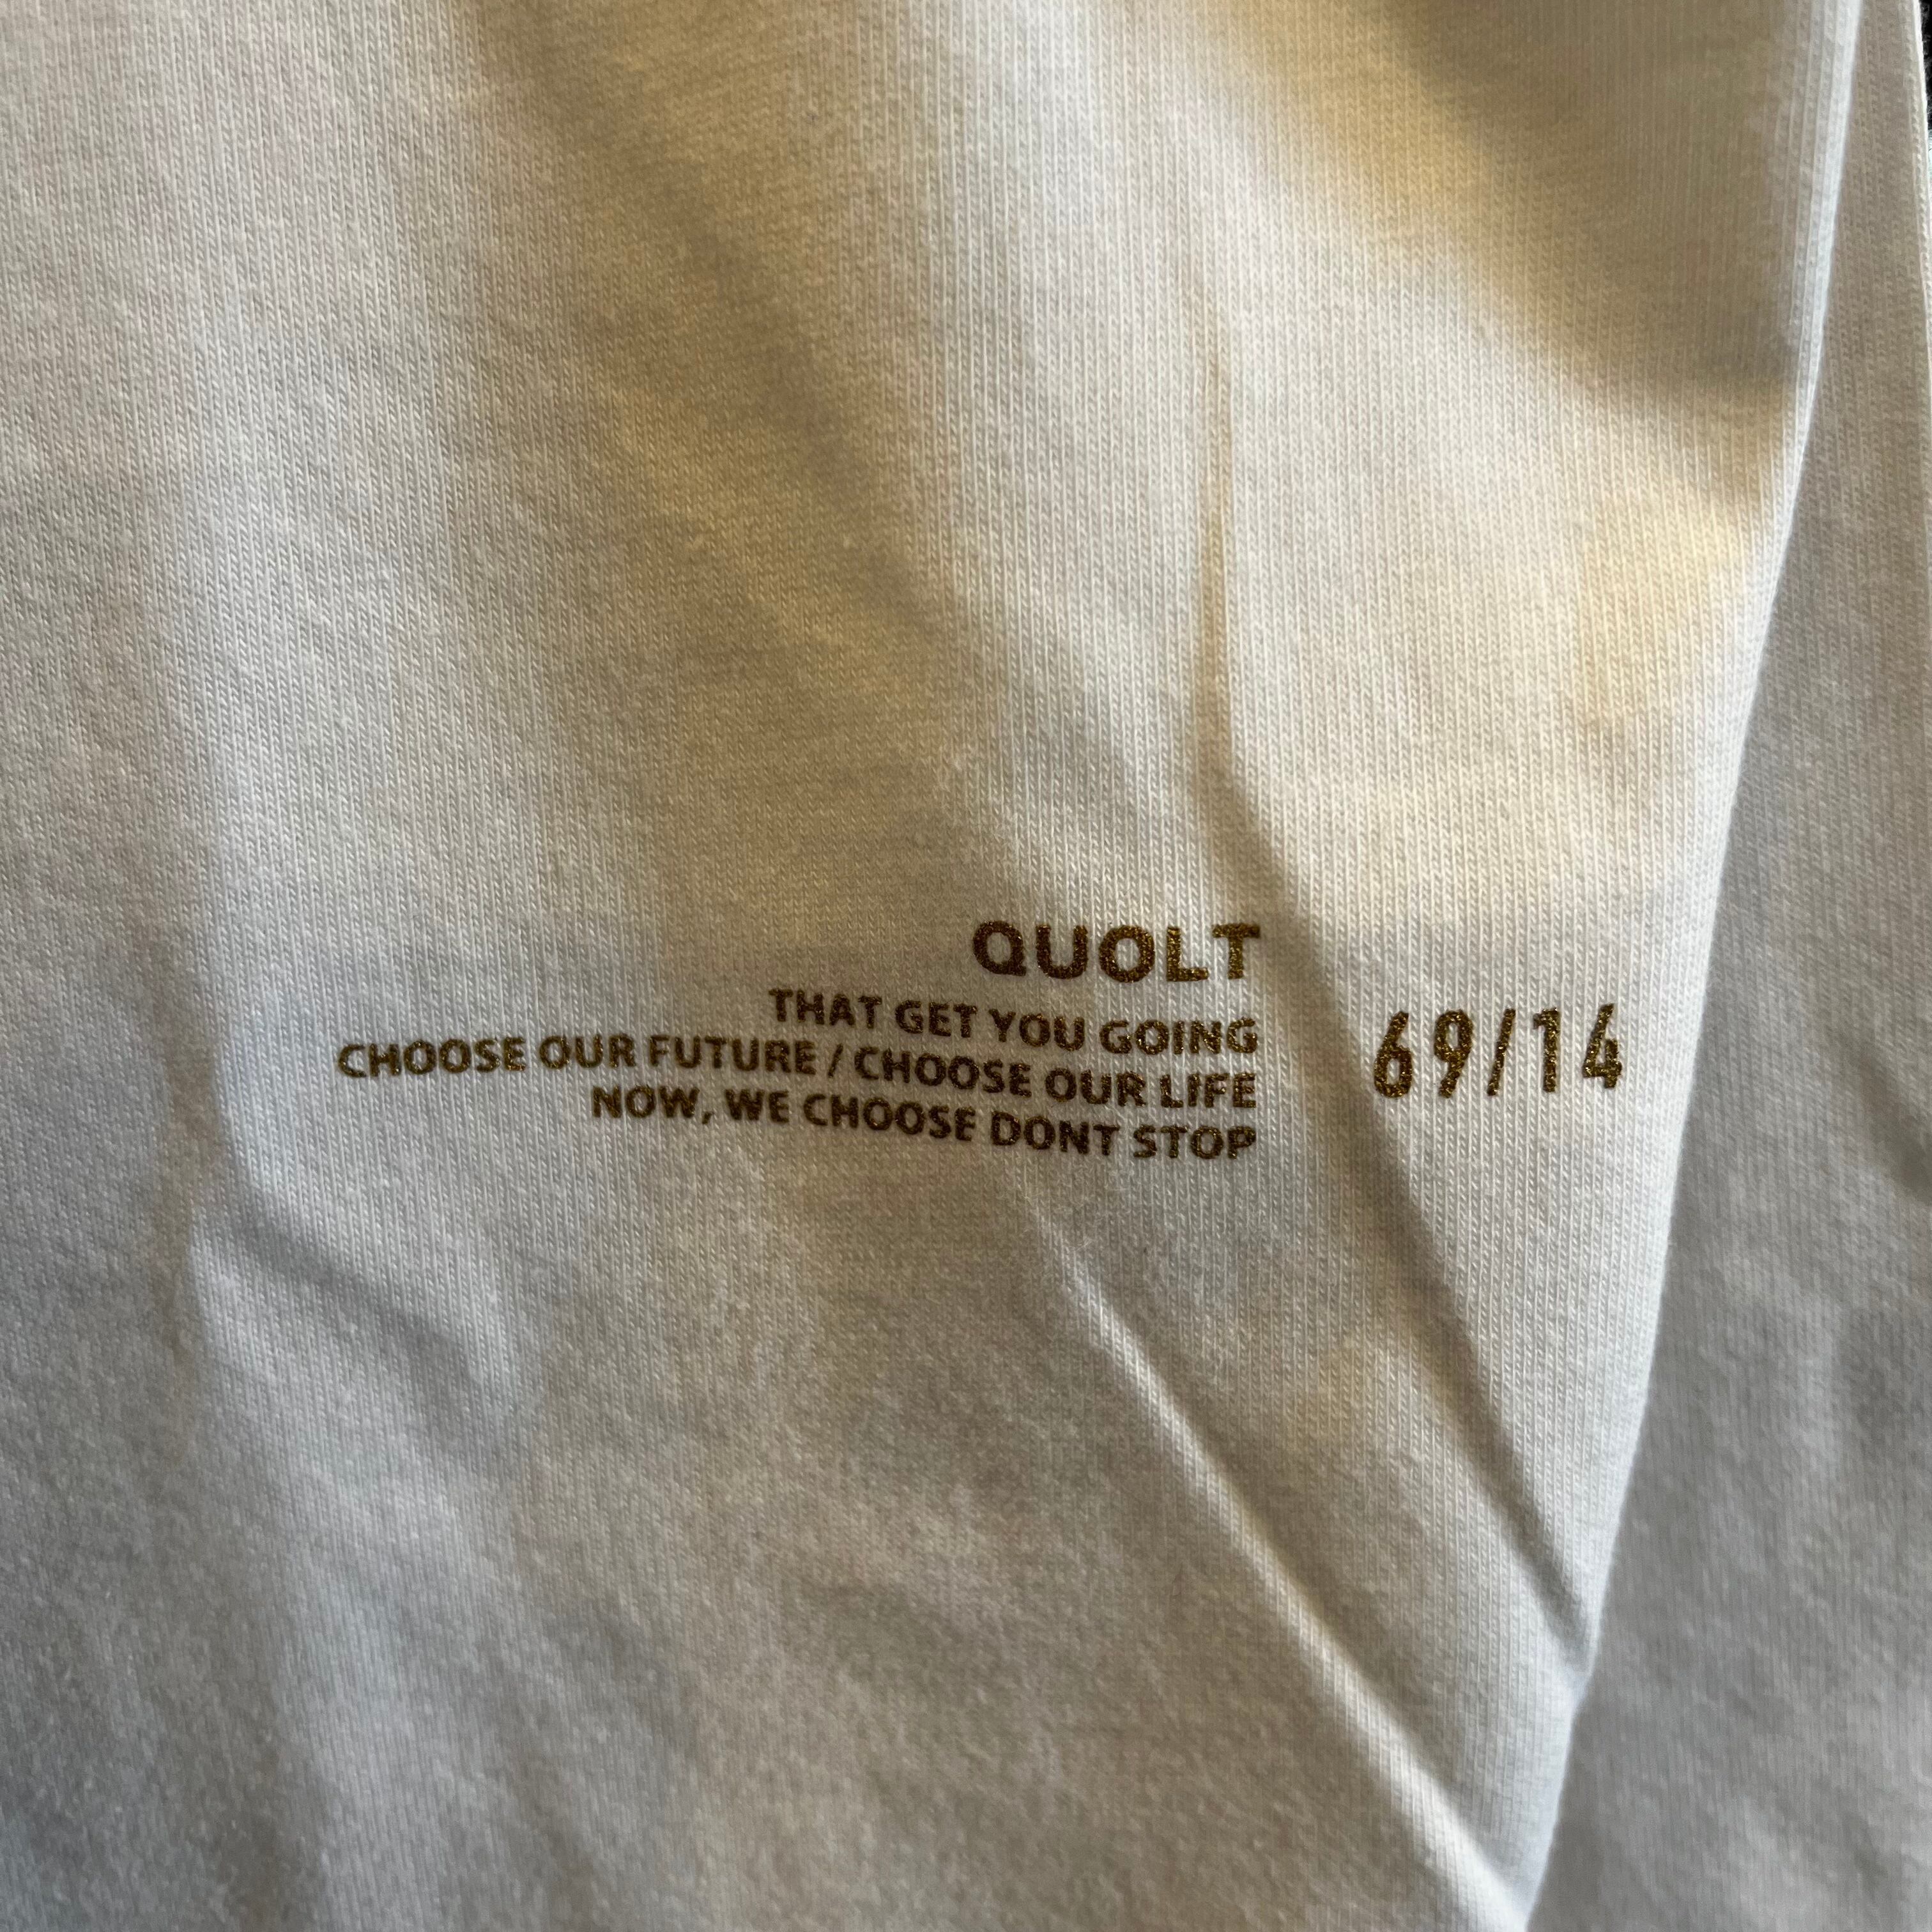 QUOLT
THAT GET YOU GOING
CHOOSE OUR FUTURE / CHOOSE OUR LIFE
NOW, WE CHOOSE DONT STOP
69/14